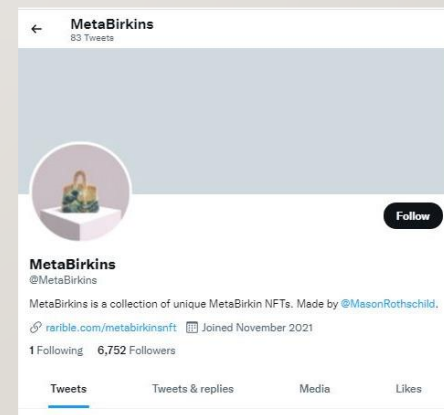 MetaBirkins
83 Tweets
Follow
MetaBirkins
@MetaBirkins
MetaBirkins is a collection of unique MetaBirkin NFTs. Made by @MasonRothschild.
rarible.com/metabirkinsnft Joined November 2021
1 Following 6,752 Followers
Tweets Tweets & replies Media Likes